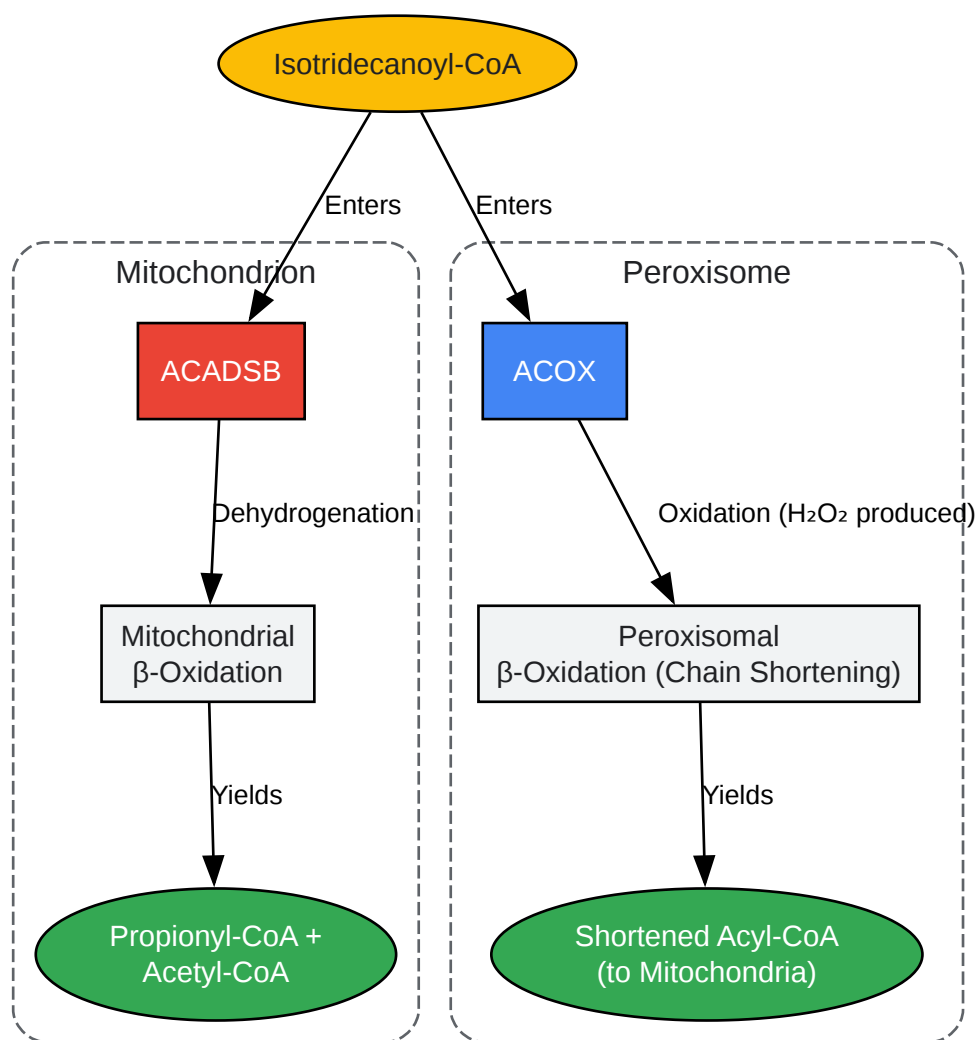 Isotridecanoyl-CoA
Enters
Enters
Mitochondrion
Peroxisome
ACADSB
ACOX
Dehydrogenation
Oxidation (H₂O₂ produced)
Mitochondrial
β-Oxidation
Peroxisomal
β-Oxidation (Chain Shortening)
Yields
Yields
Propionyl-CoA +
Acetyl-CoA
Shortened Acyl-CoA
(to Mitochondria)